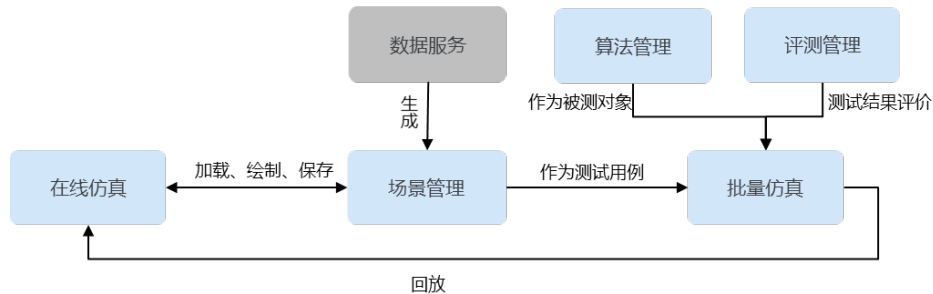 数据服务
算法管理
评测管理
生成
作为被测对象
测试结果评价
在线仿真
加载、绘制、保存
场景管理
作为测试用例
批量仿真
回放